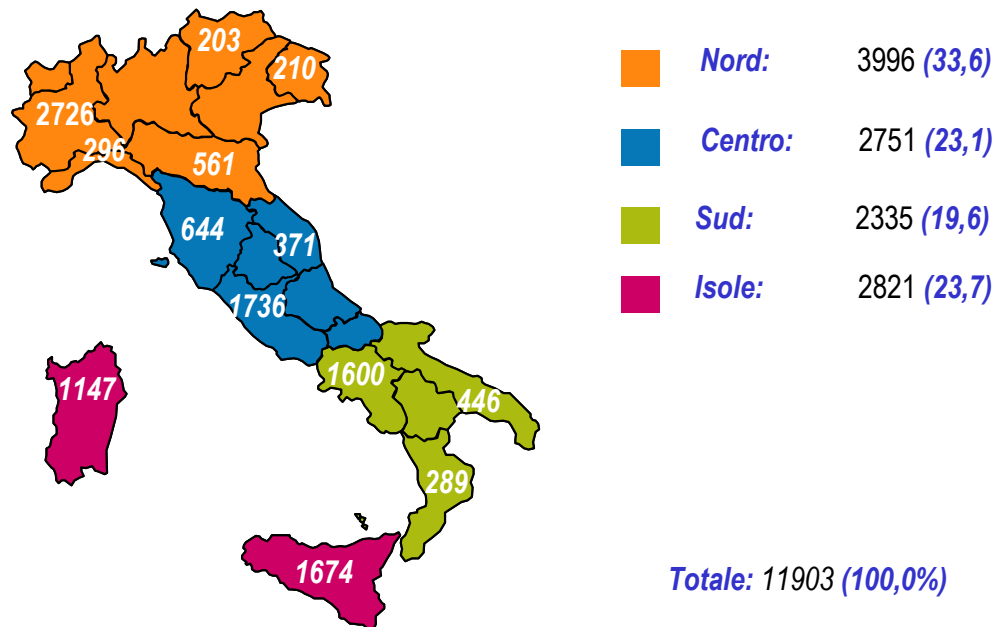 203
210
2726
296
561
644
371
1736
1600
1147
446
289
1674
Nord: 3996 (33,6)
Centro: 2751 (23,1)
Sud: 2335 (19,6)
Isole: 2821 (23,7)
Totale: 11903 (100,0%)